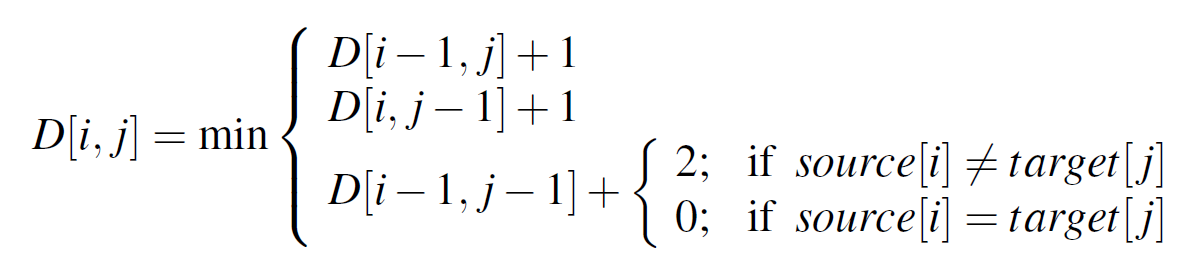 D[i−1, j]+1
D[i, j−1]+1
D[i, j] = min
D[i−1, j−1]+
2; if source[i] ≠ target[j]
0; if source[i] = target[j]